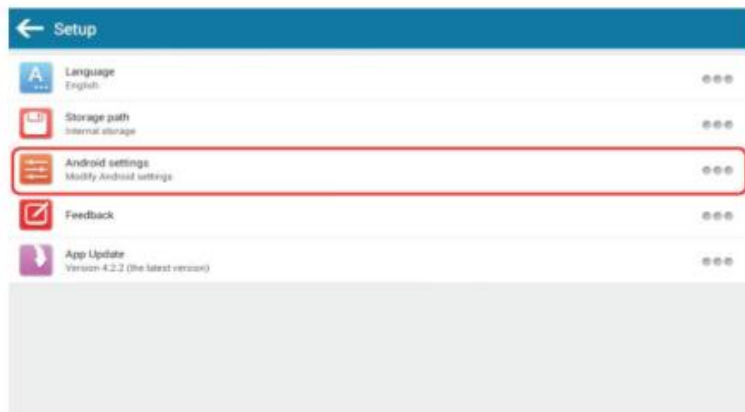 Setup
A
Language
English
Storage path
Internal storage
Android settings
Modify Android settings
Feedback
App Update
Version 4.2.2 (the latest version)